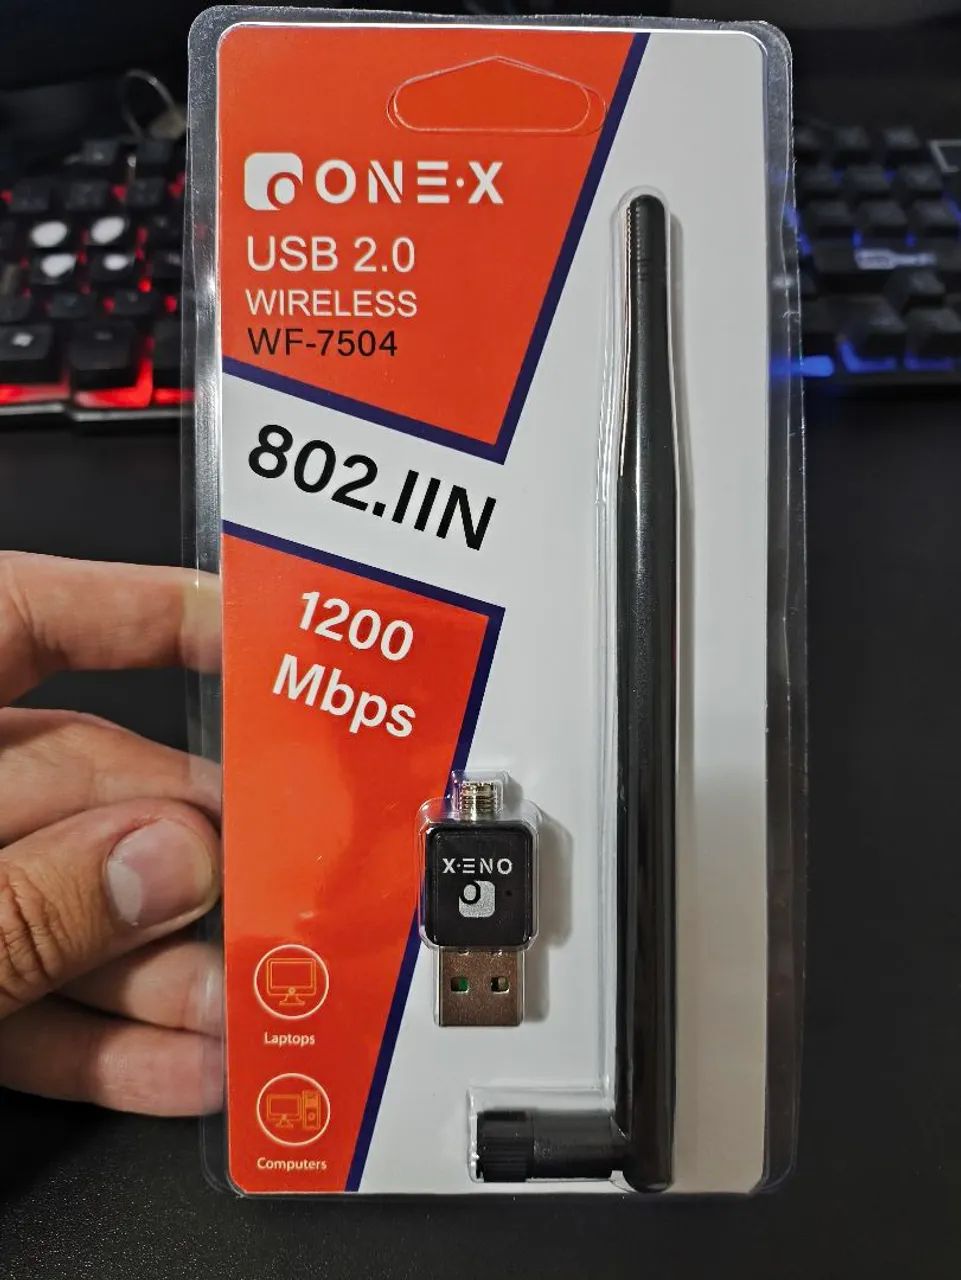 ONE·X
USB 2.0
WIRELESS
WF-7504
802.IIN
1200
Mbps
X·ENO
Laptops
Computers